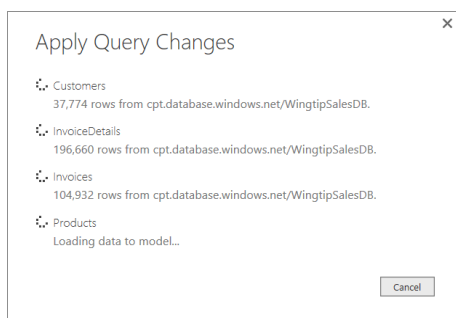 Apply Query Changes
Customers
37,774 rows from cpt.database.windows.net/WingtipSalesDB.
InvoiceDetails
196,660 rows from cpt.database.windows.net/WingtipSalesDB.
Invoices
104,932 rows from cpt.database.windows.net/WingtipSalesDB.
Products
Loading data to model...
Cancel